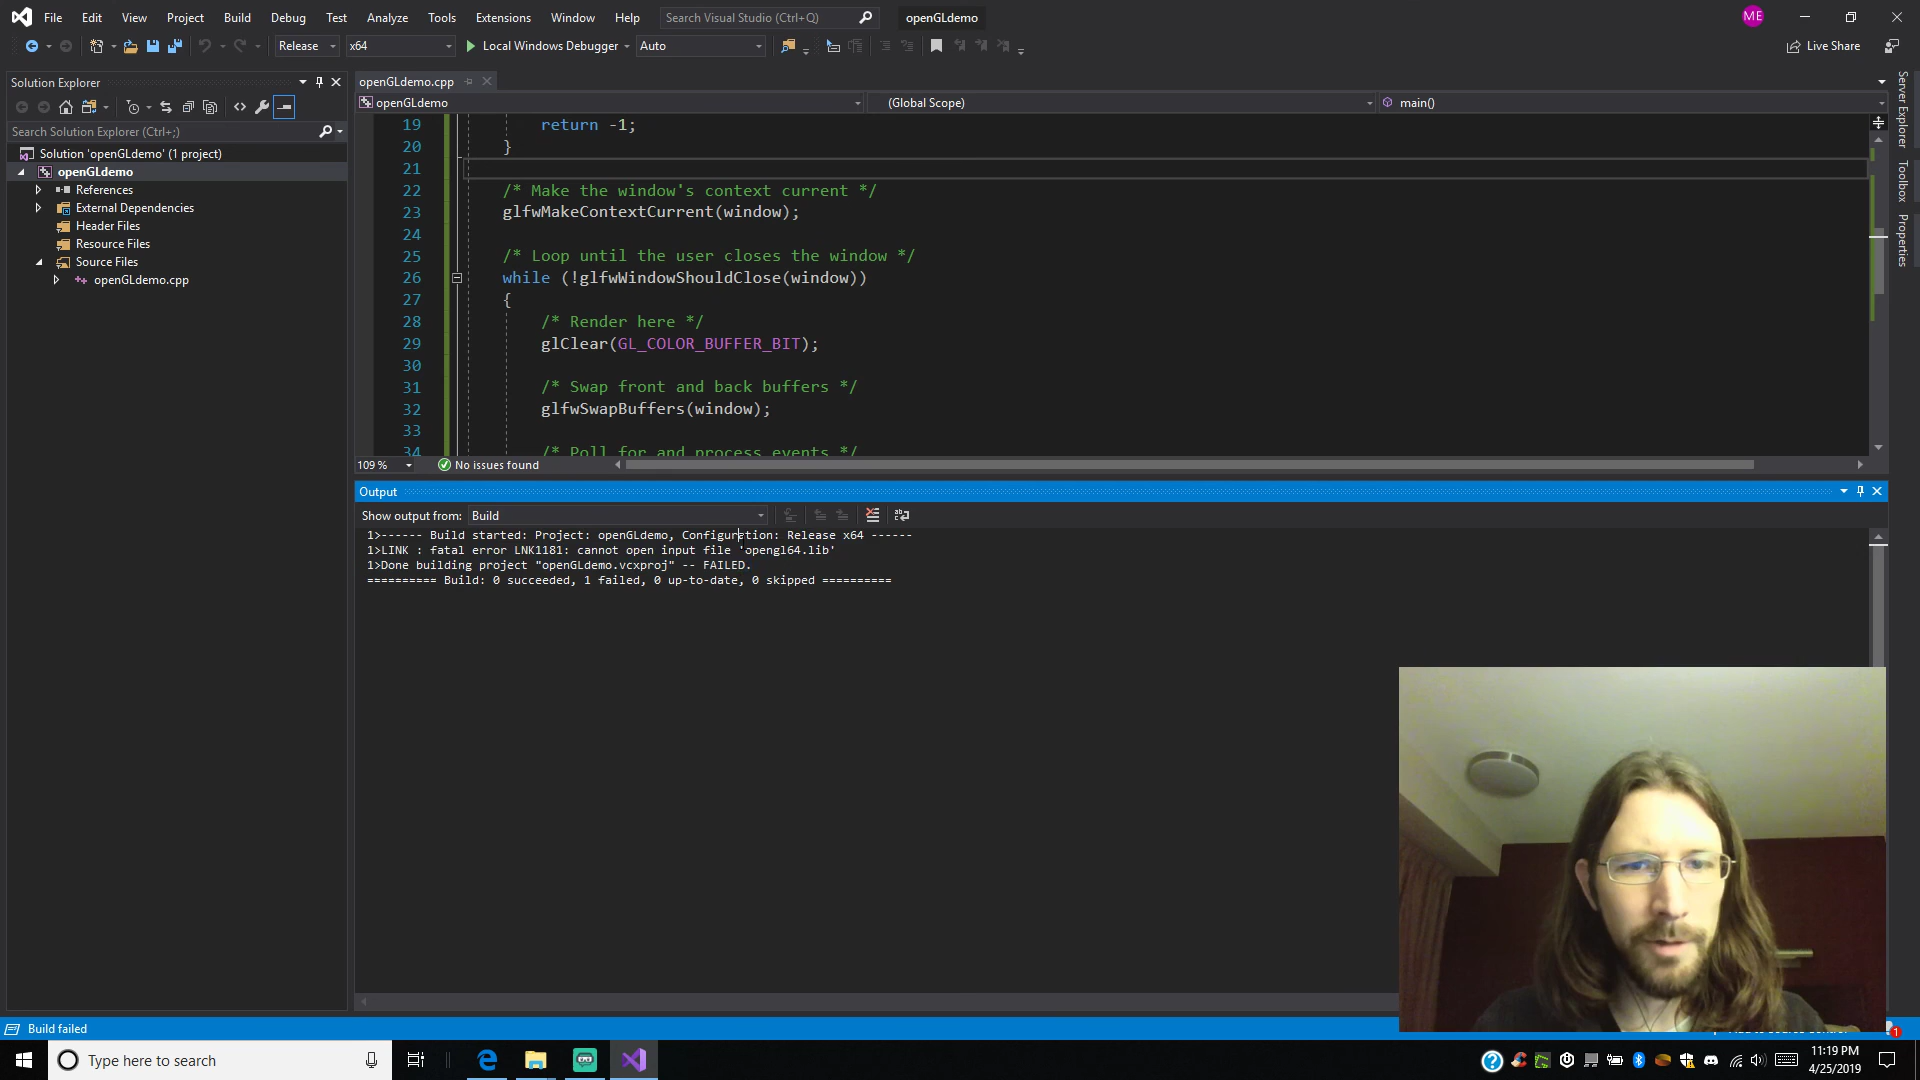 File Edit View Project Build Debug Test Analyze Tools Extensions Window Help Search Visual Studio (Ctrl+Q) openGLdemo ME
Release x64 Local Windows Debugger Auto Live Share
Solution Explorer
Search Solution Explorer (Ctrl+;)
Solution 'openGLdemo' (1 project)
openGLdemo
References
External Dependencies
Header Files
Resource Files
Source Files
openGLdemo.cpp
openGLdemo.cpp
openGLdemo (Global Scope) main()
19 return -1;
20 }
21
22 /* Make the window's context current */
23 glfwMakeContextCurrent(window);
24
25 /* Loop until the user closes the window */
26 while (!glfwWindowShouldClose(window))
27 {
28 /* Render here */
29 glClear(GL_COLOR_BUFFER_BIT);
30
31 /* Swap front and back buffers */
32 glfwSwapBuffers(window);
33
34 /* Poll for and process events */
109 % No issues found
Output
Show output from: Build
1>------ Build started: Project: openGLdemo, Configuration: Release x64 ------
1>LINK : fatal error LNK1181: cannot open input file 'opengl64.lib'
1>Done building project "openGLdemo.vcxproj" -- FAILED.
========== Build: 0 succeeded, 1 failed, 0 up-to-date, 0 skipped ==========
Server Explorer
Toolbox
Properties
Build failed
1
Type here to search
11:19 PM
4/25/2019